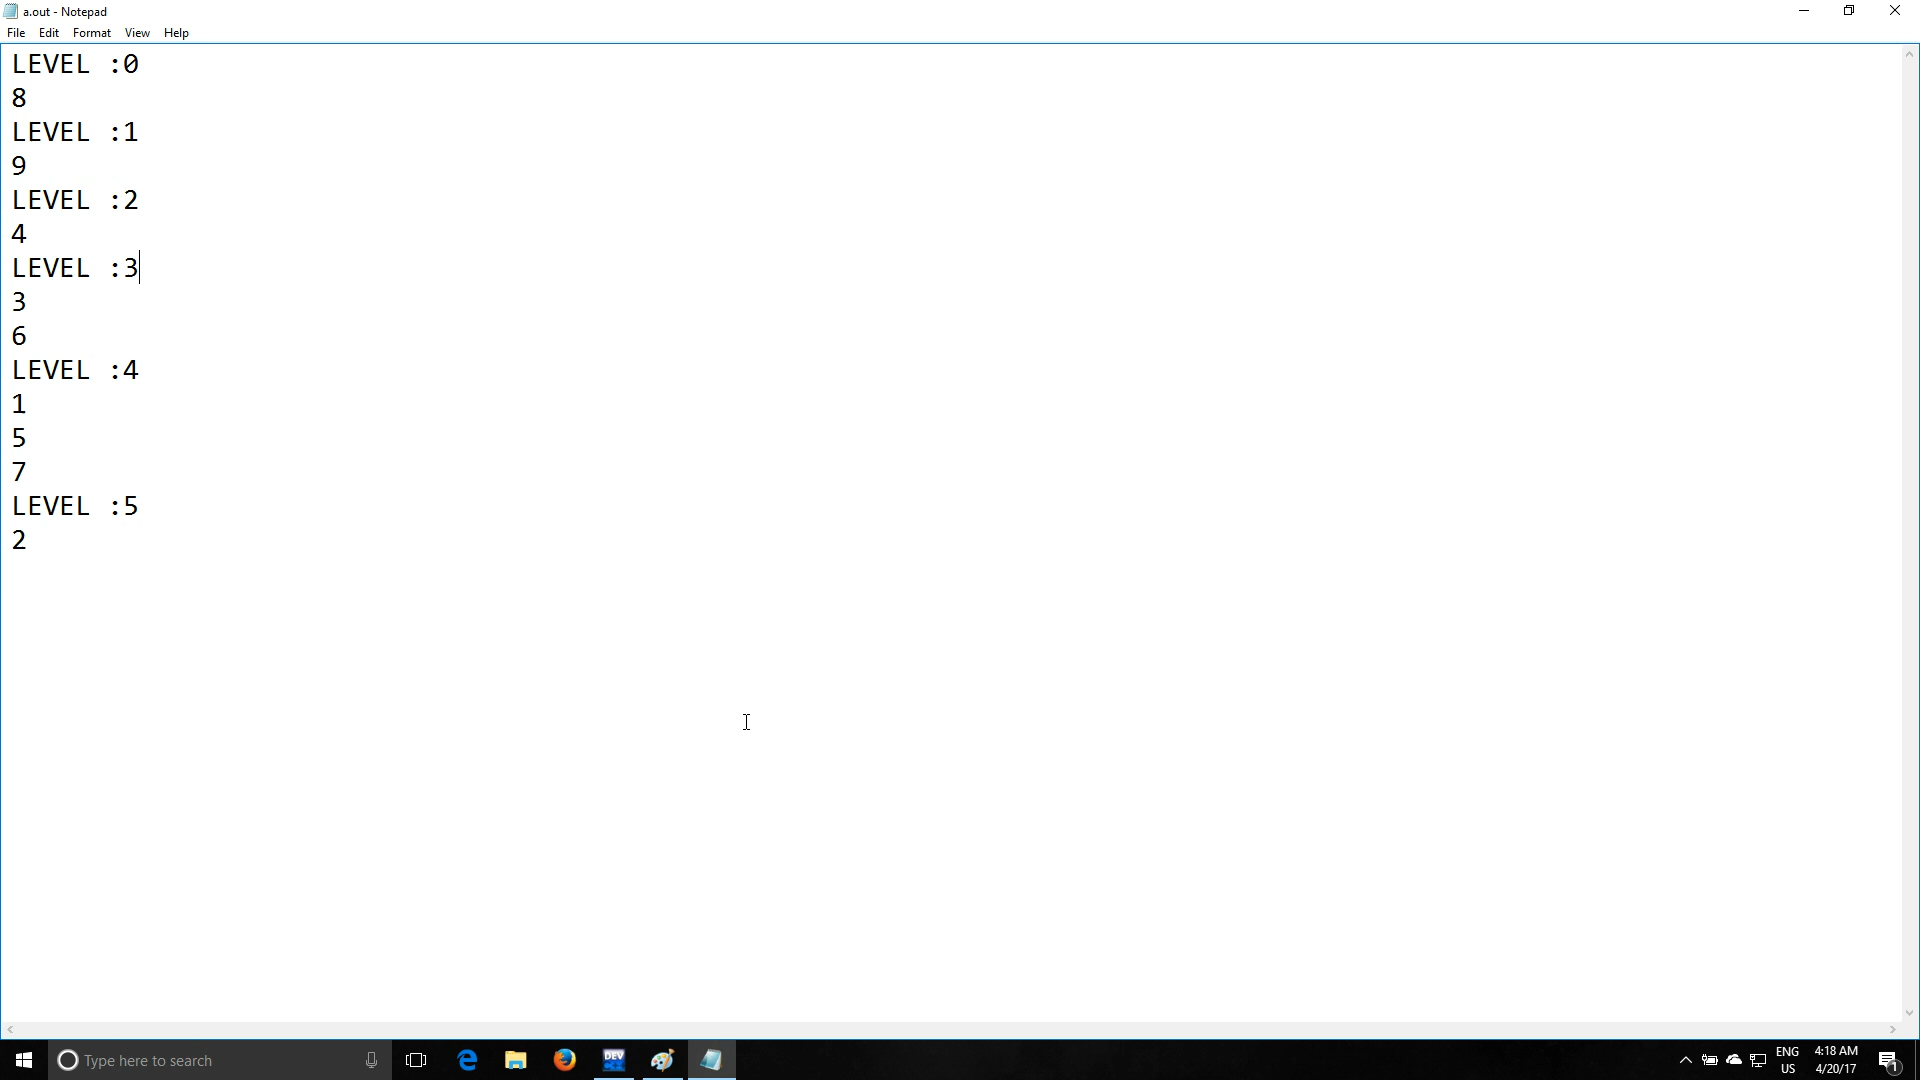 a.out - Notepad
File Edit Format View Help
LEVEL :0
8
LEVEL :1
9
LEVEL :2
4
LEVEL :3
3
6
LEVEL :4
1
5
7
LEVEL :5
2
Type here to search
DEV
ENG
US
4:18 AM
4/20/17
1